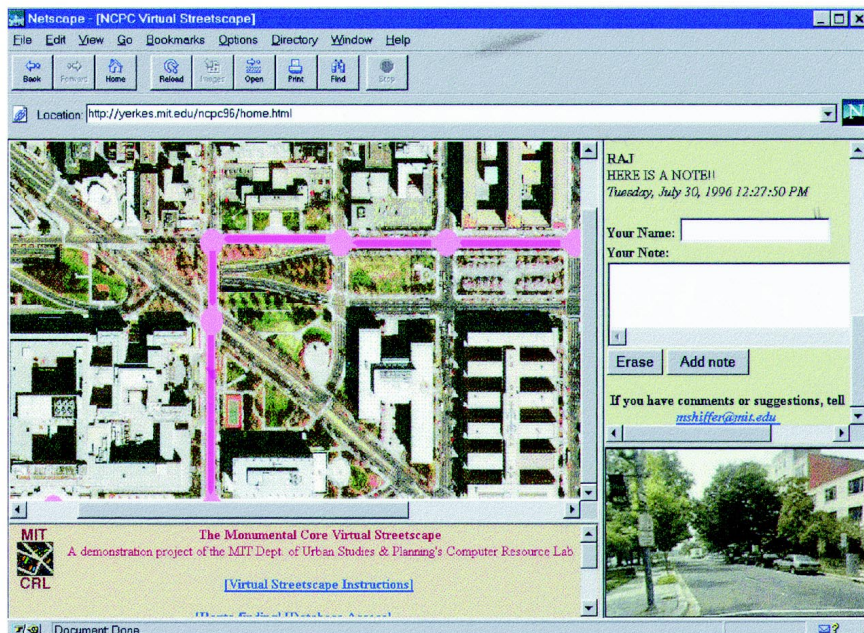 Netscape - [NCPC Virtual Streetscape]
File Edit View Go Bookmarks Options Directory Window Help
Back Forward Home Reload Images Open Print Find Stop
Location: http://yerkes.mit.edu/ncpc96/home.html
N
RAJ
HERE IS A NOTE!!
Tuesday, July 30, 1996 12:27:50 PM
Your Name:
Your Note:
Erase Add note
If you have comments or suggestions, tell
mshiffer@mit.edu
MIT
CRL
The Monumental Core Virtual Streetscape
A demonstration project of the MIT Dept. of Urban Studies & Planning's Computer Resource Lab
[Virtual Streetscape Instructions]
[Route finding] [Database Access]
Document Done